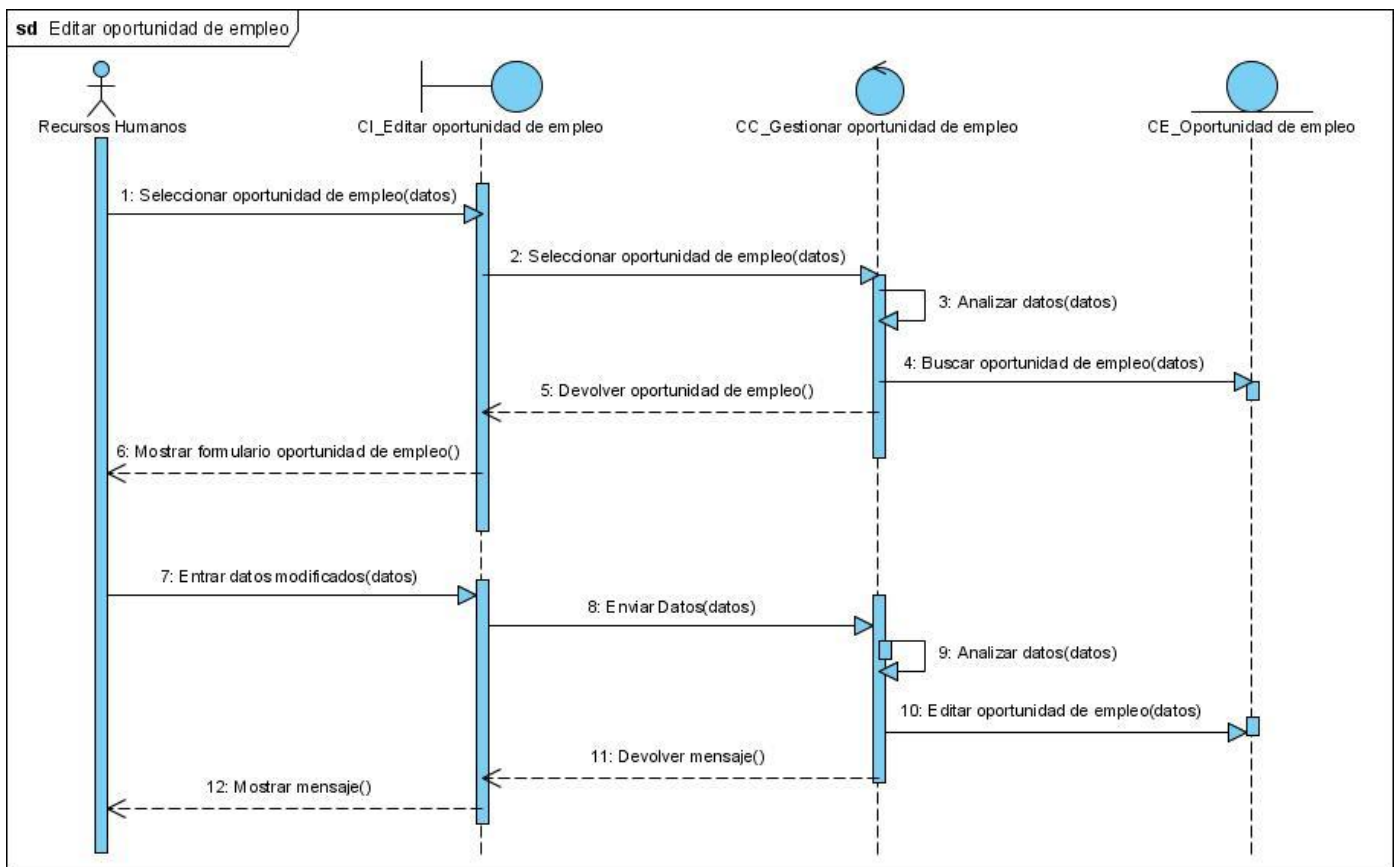 sd Editar oportunidad de empleo
Recursos Humanos
CI_Editar oportunidad de empleo
CC_Gestionar oportunidad de empleo
CE_Oportunidad de empleo
1: Seleccionar oportunidad de empleo(datos)
2: Seleccionar oportunidad de empleo(datos)
3: Analizar datos(datos)
4: Buscar oportunidad de empleo(datos)
5: Devolver oportunidad de empleo()
6: Mostrar formulario oportunidad de empleo()
7: Entrar datos modificados(datos)
8: Enviar Datos(datos)
9: Analizar datos(datos)
10: Editar oportunidad de empleo(datos)
11: Devolver mensaje()
12: Mostrar mensaje()